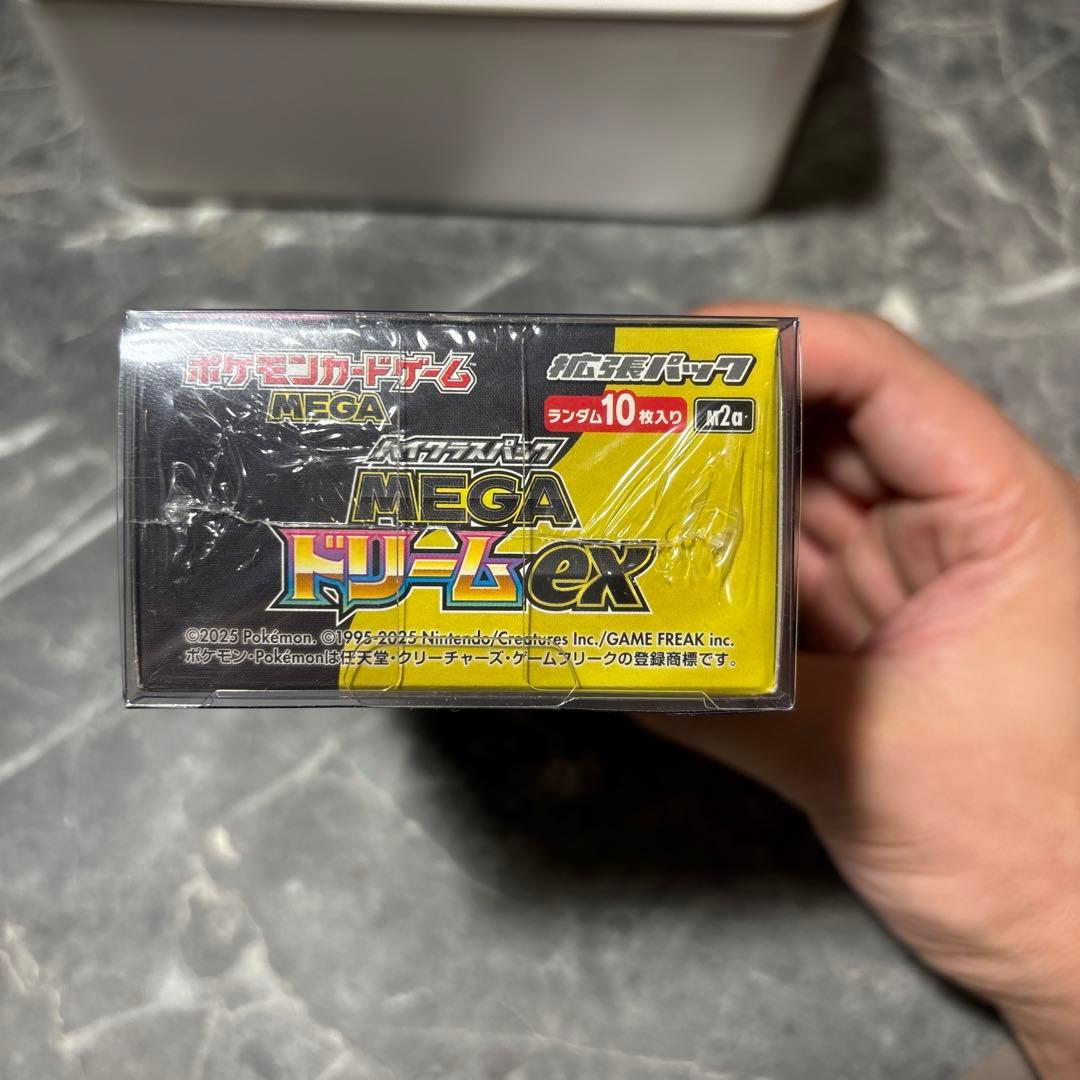 ポケモンカードゲーム
MEGA
拡張パック
ランダム10枚入り
M2a
ハイクラスパック
MEGA
ドリームex
©2025 Pokémon. ©1995-2025 Nintendo/Creatures Inc./GAME FREAK inc.
ポケモン・Pokémonは任天堂・クリーチャーズ・ゲームフリークの登録商標です。